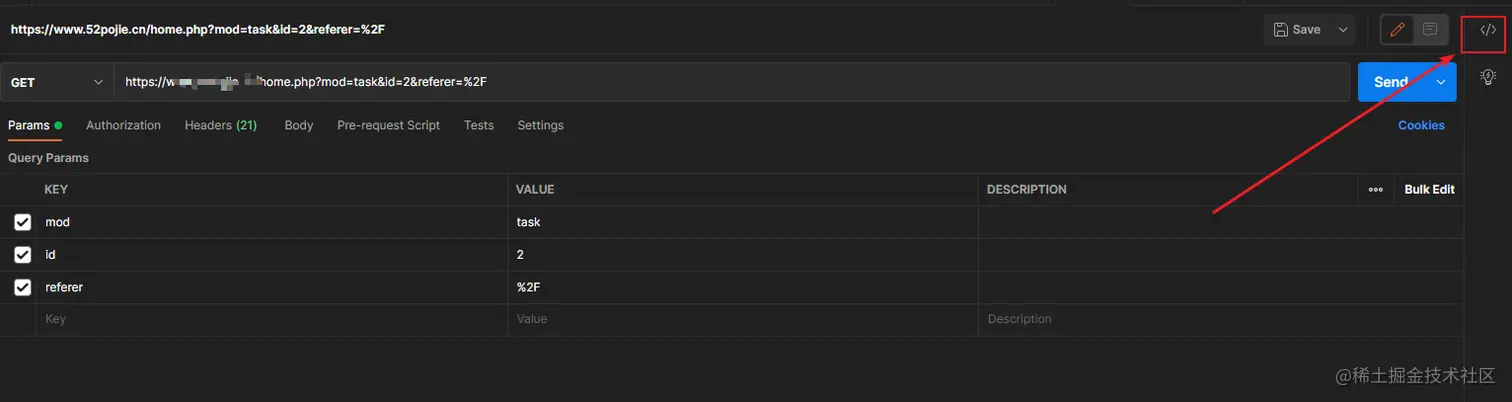 https://www.52pojie.cn/home.php?mod=task&id=2&referer=%2F
Save
GET
https://w home.php?mod=task&id=2&referer=%2F
Send
Params Authorization Headers (21) Body Pre-request Script Tests Settings Cookies
Query Params
KEY VALUE DESCRIPTION ••• Bulk Edit
mod task
id 2
referer %2F
Key Value Description
@稀土掘金技术社区